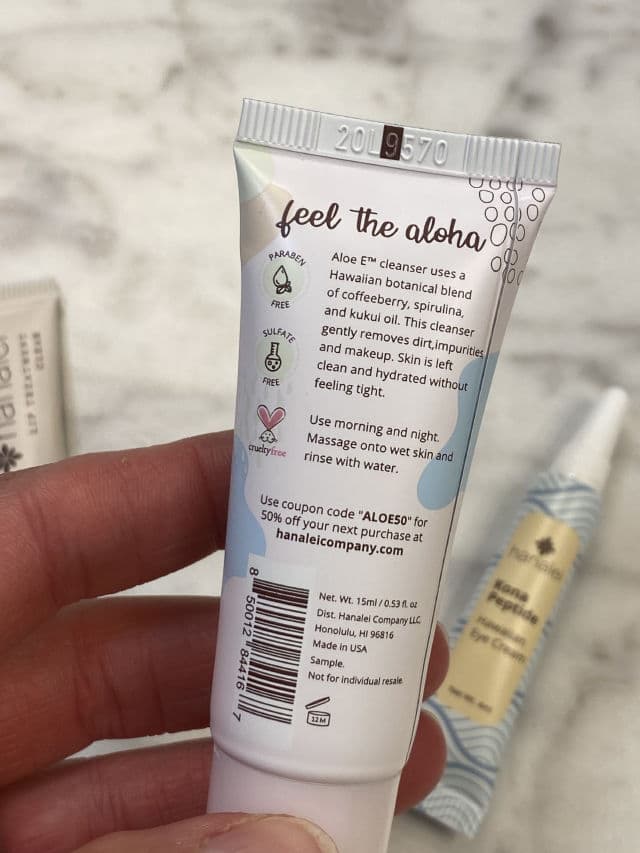 20L9570
feel the aloha
PARABEN
FREE
Aloe E™ cleanser uses a
Hawaiian botanical blend
of coffeeberry, spirulina,
and kukui oil. This cleanser
gently removes dirt,impurities
and makeup. Skin is left
clean and hydrated without
feeling tight.
SULFATE
FREE
crueltyfree
Use morning and night.
Massage onto wet skin and
rinse with water.
Use coupon code "ALOE50" for
50% off your next purchase at
hanaleicompany.com
8 50012 84416 7
Net. Wt. 15ml / 0.53 fl. oz
Dist. Hanalei Company LLC
Honolulu, HI 96816
Made in USA
Sample.
Not for individual resale.
12M
hanalei
LIP TREATMENT
hanalei
Kona
Peptide
Hawaiian
Eye Cream